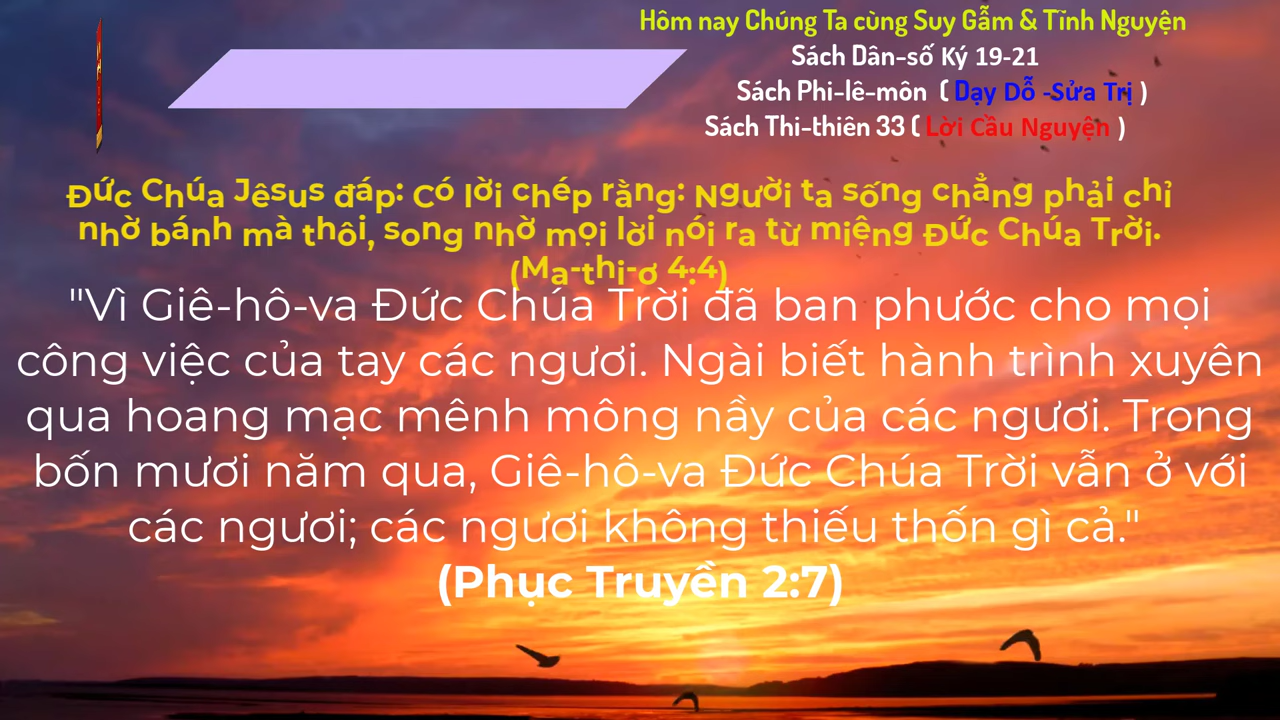 Hôm nay Chúng Ta cùng Suy Gẫm & Tĩnh Nguyện
Sách Dân-số Ký 19-21
Sách Phi-lê-môn ( Dạy Dỗ -Sửa Trị )
Sách Thi-thiên 33 ( Lời Cầu Nguyện )
Đức Chúa Jêsus đáp: Có lời chép rằng: Người ta sống chẳng phải chỉ
nhờ bánh mà thôi, song nhờ mọi lời nói ra từ miệng Đức Chúa Trời.
(Ma-thi-ơ 4:4)
"Vì Giê-hô-va Đức Chúa Trời đã ban phước cho mọi
công việc của tay các ngươi. Ngài biết hành trình xuyên
qua hoang mạc mênh mông nầy của các ngươi. Trong
bốn mươi năm qua, Giê-hô-va Đức Chúa Trời vẫn ở với
các ngươi; các ngươi không thiếu thốn gì cả."
(Phục Truyền 2:7)